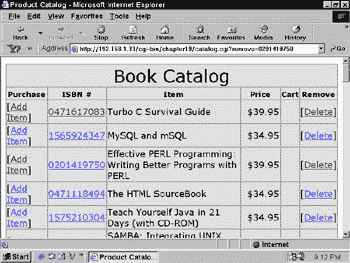 Product Catalog - Microsoft Internet Explorer
File Edit View Favorites Tools Help
Back Forward Stop Refresh Home Search Favorites Media History
Address http://192.168.1.33/cgi-bin/chapter19/catalog.cgi?remove=0201419750 Go
Book Catalog
Purchase ISBN # Item Price Cart Remove
[Add Item] 0471617083 Turbo C Survival Guide $39.95 [Delete]
[Add Item] 1565924347 MySQL and mSQL $34.95 [Delete]
[Add Item] 0201419750 Effective PERL Programming: Writing Better Programs with PERL $39.95 [Delete]
[Add Item] 0471118494 The HTML SourceBook $34.95 [Delete]
[Add Item] 1575210304 Teach Yourself Java in 21 Days (with CD-ROM) $34.95 [Delete]
SAMBA: Integrating UNIX
Internet
Start Product Catalo... 9:12 PM